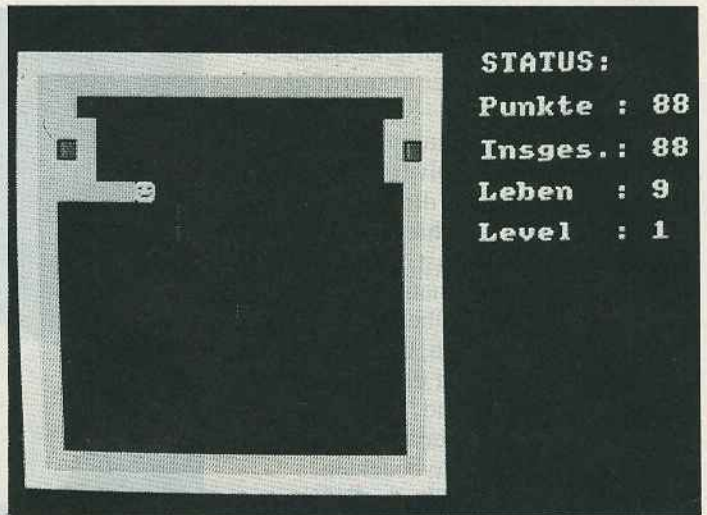 STATUS:
Punkte : 88
Insges.: 88
Leben : 9
Level : 1